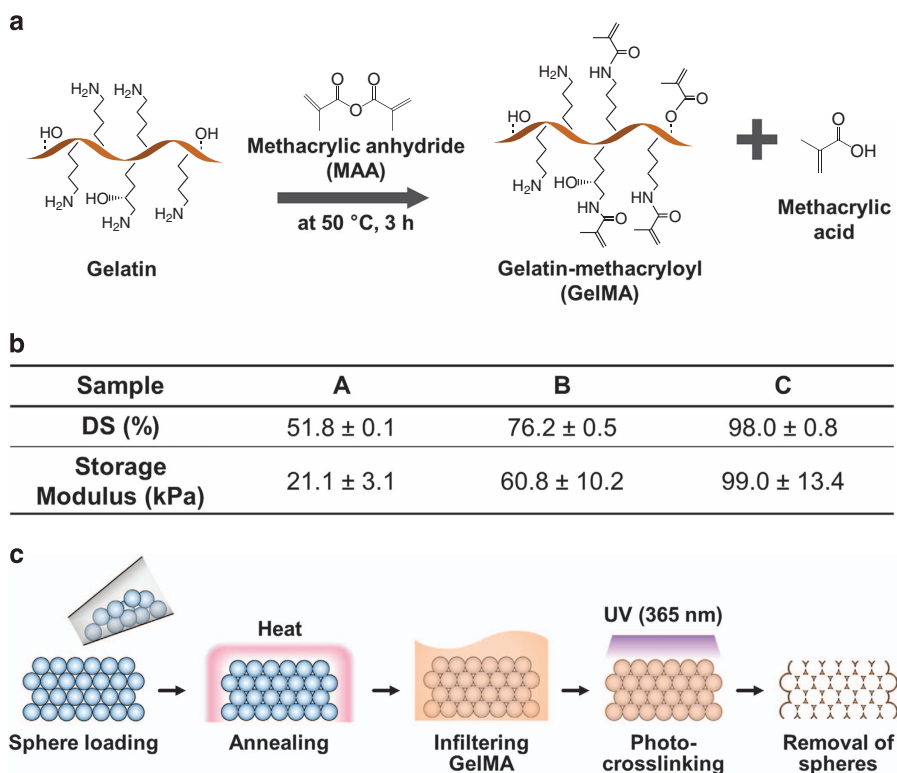 a
H₂N
H₂N
HO
OH
H₂N
HO
H₂N
H₂N
O
O
O
Methacrylic anhydride
(MAA)
at 50 °C, 3 h
Gelatin
O
HN
H₂N
O
O
HO
H₂N
HO
HN
O
HN
O
Gelatin-methacryloyl
(GelMA)
+
O
OH
Methacrylic
acid
b
Sample A B C
DS (%) 51.8 ± 0.1 76.2 ± 0.5 98.0 ± 0.8
Storage
Modulus (kPa) 21.1 ± 3.1 60.8 ± 10.2 99.0 ± 13.4
c
Heat
UV (365 nm)
Sphere loading
Annealing
Infiltering
GelMA
Photo-
crosslinking
Removal of
spheres